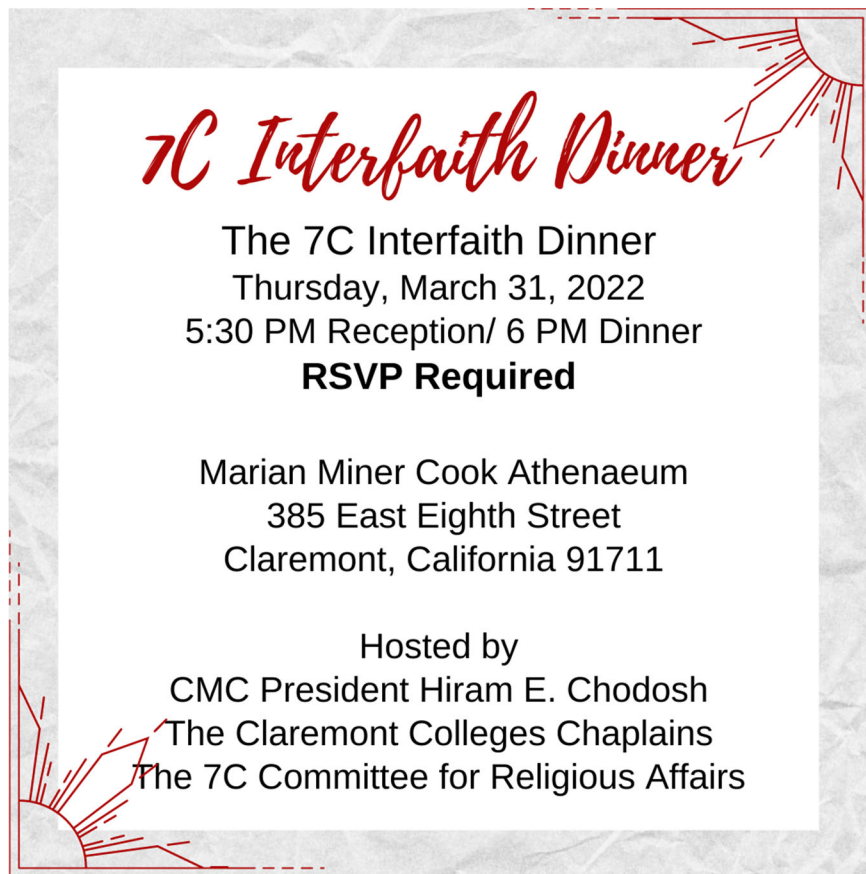 7C Interfaith Dinner
The 7C Interfaith Dinner
Thursday, March 31, 2022
5:30 PM Reception/ 6 PM Dinner
RSVP Required
Marian Miner Cook Athenaeum
385 East Eighth Street
Claremont, California 91711
Hosted by
CMC President Hiram E. Chodosh
The Claremont Colleges Chaplains
The 7C Committee for Religious Affairs